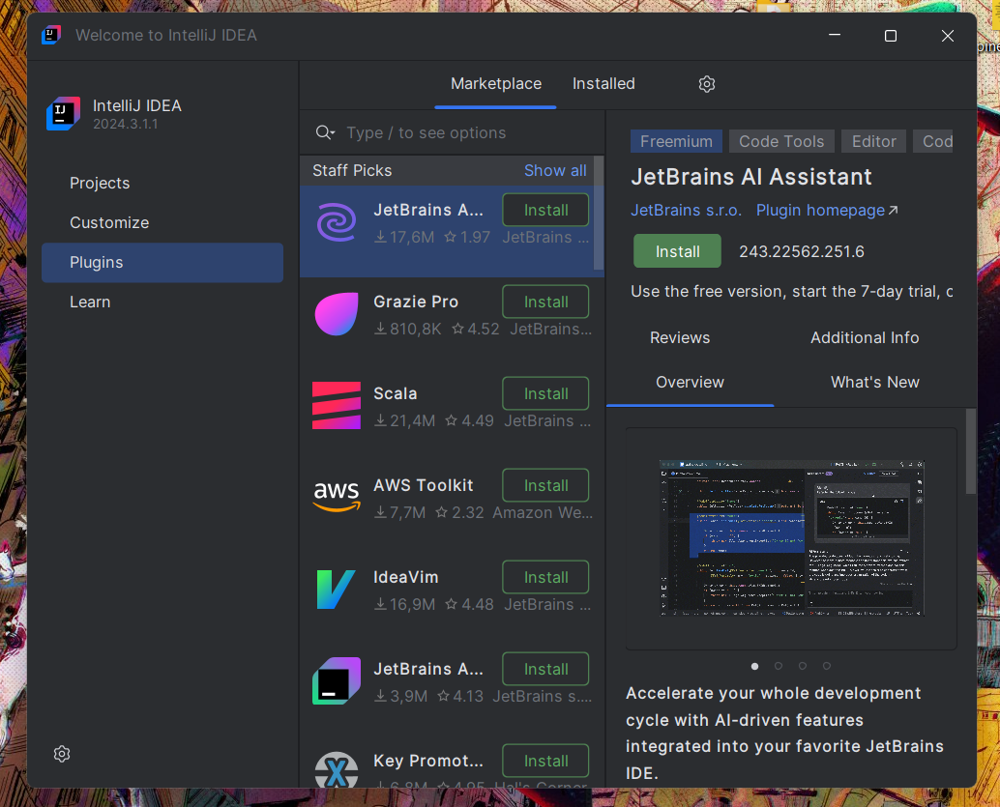 Welcome to IntelliJ IDEA
IntelliJ IDEA
2024.3.1.1
Projects
Customize
Plugins
Learn
Marketplace
Installed
Type / to see options
Staff Picks
Show all
JetBrains A...
Install
17,6M
1.97
JetBrains ...
Grazie Pro
Install
810,8K
4.52
JetBrains...
Scala
Install
21,4M
4.49
JetBrains ...
aws
AWS Toolkit
Install
7,7M
2.32
Amazon We...
IdeaVim
Install
16,9M
4.48
JetBrains ...
JetBrains A...
Install
3,9M
4.13
JetBrains s....
Key Promot...
Install
6,8M
4.95
Hal's Corner
Freemium
Code Tools
Editor
Cod
JetBrains AI Assistant
JetBrains s.r.o.
Plugin homepage
Install
243.22562.251.6
Use the free version, start the 7-day trial, c
Reviews
Additional Info
Overview
What's New
Accelerate your whole development
cycle with AI-driven features
integrated into your favorite JetBrains
IDE.